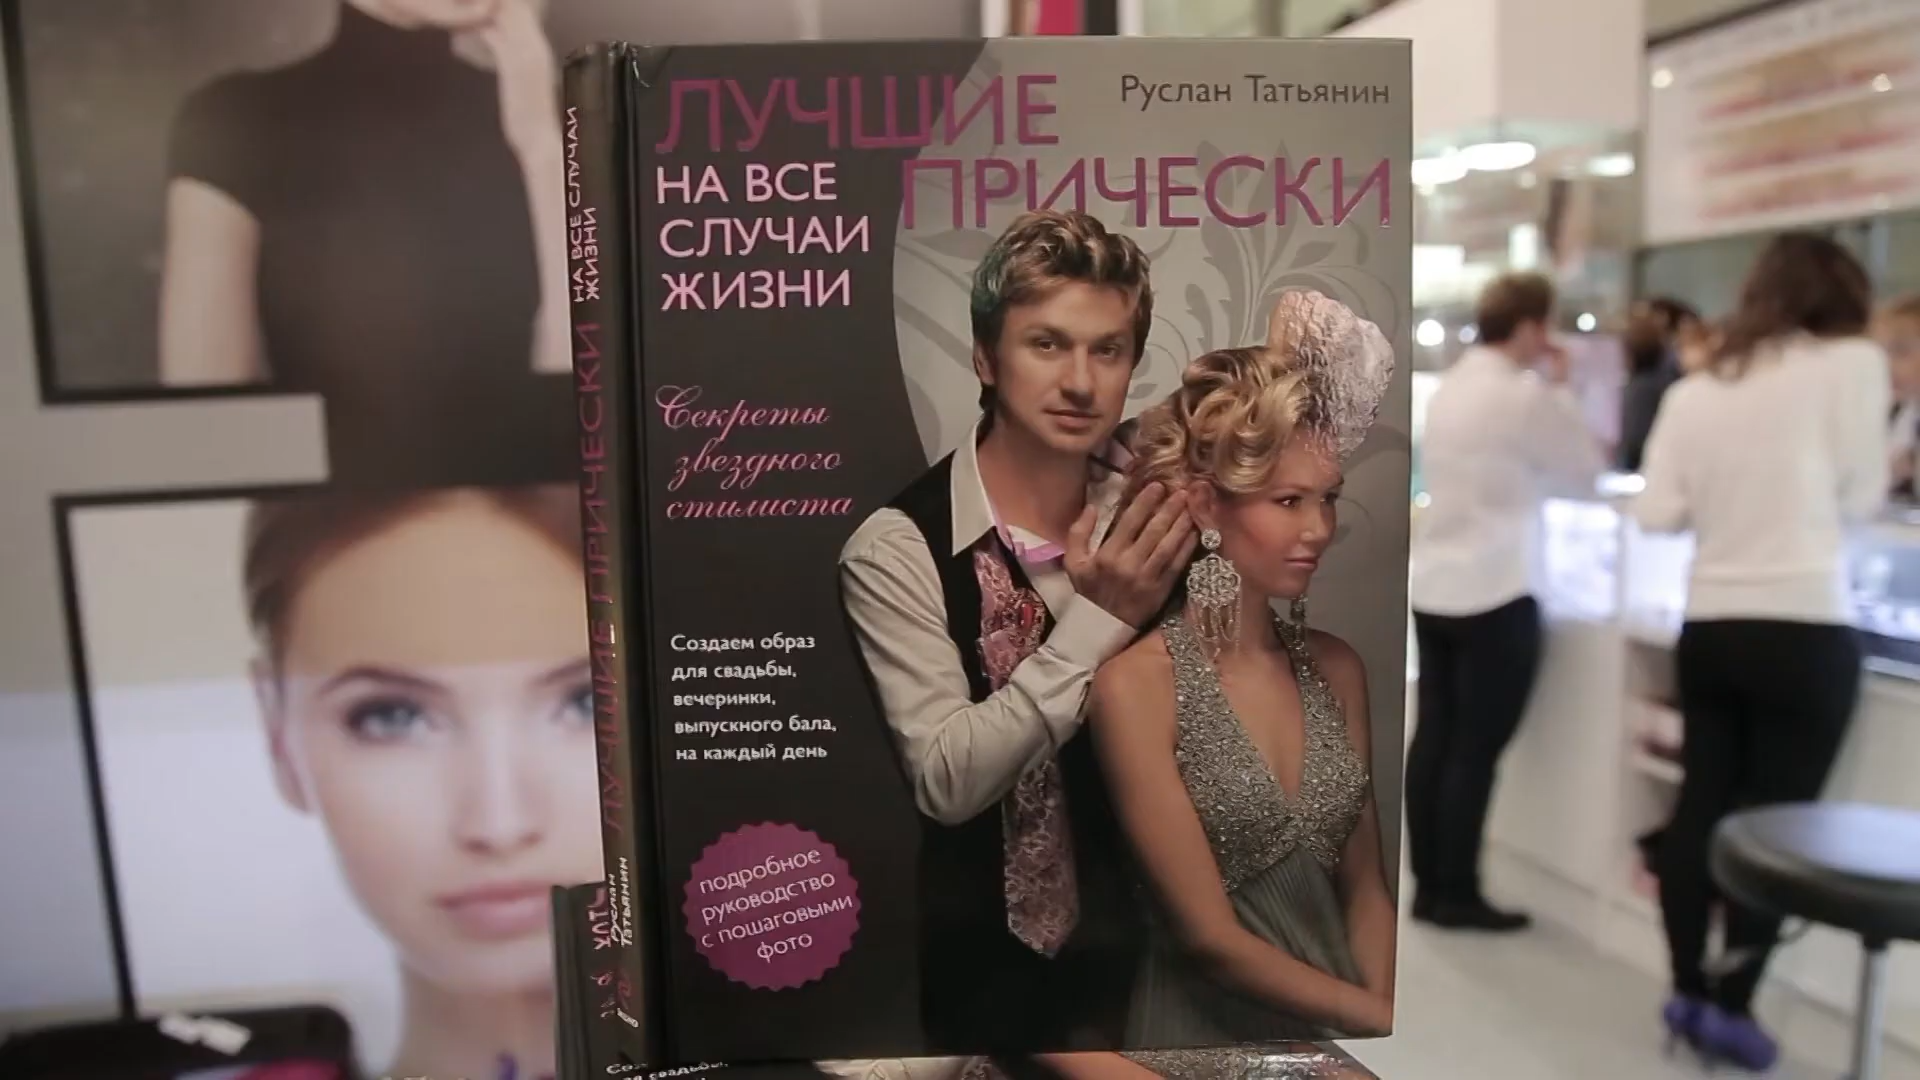 ЛУЧШИЕ
Руслан Татьянин
НА ВСЕ
СЛУЧАИ
ЖИЗНИ
ПРИЧЕСКИ
Секреты
звездного
стилиста
Создаем образ
для свадьбы,
вечеринки,
выпускного бала,
на каждый день
подробное
руководство
с пошаговыми
фото
ЛУЧШИЕ ПРИЧЕСКИ
НА ВСЕ СЛУЧАИ
ЖИЗНИ
Руслан
Татьянин